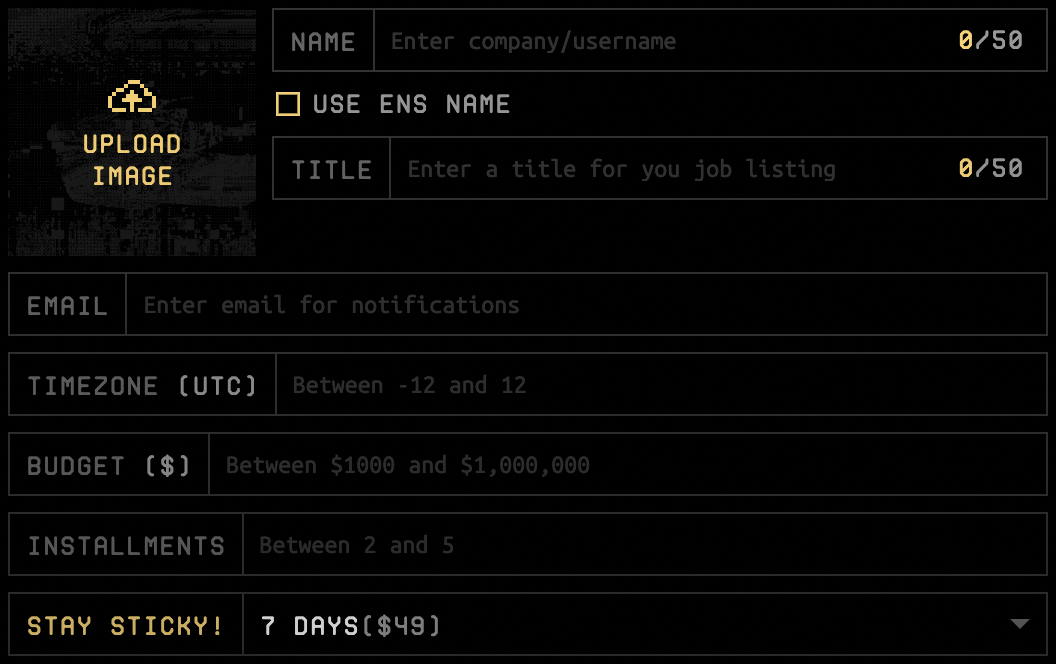 UPLOAD
IMAGE
NAME Enter company/username 0/50
USE ENS NAME
TITLE Enter a title for you job listing 0/50
EMAIL Enter email for notifications
TIMEZONE (UTC) Between -12 and 12
BUDGET ($) Between $1000 and $1,000,000
INSTALLMENTS Between 2 and 5
STAY STICKY! 7 DAYS($49)